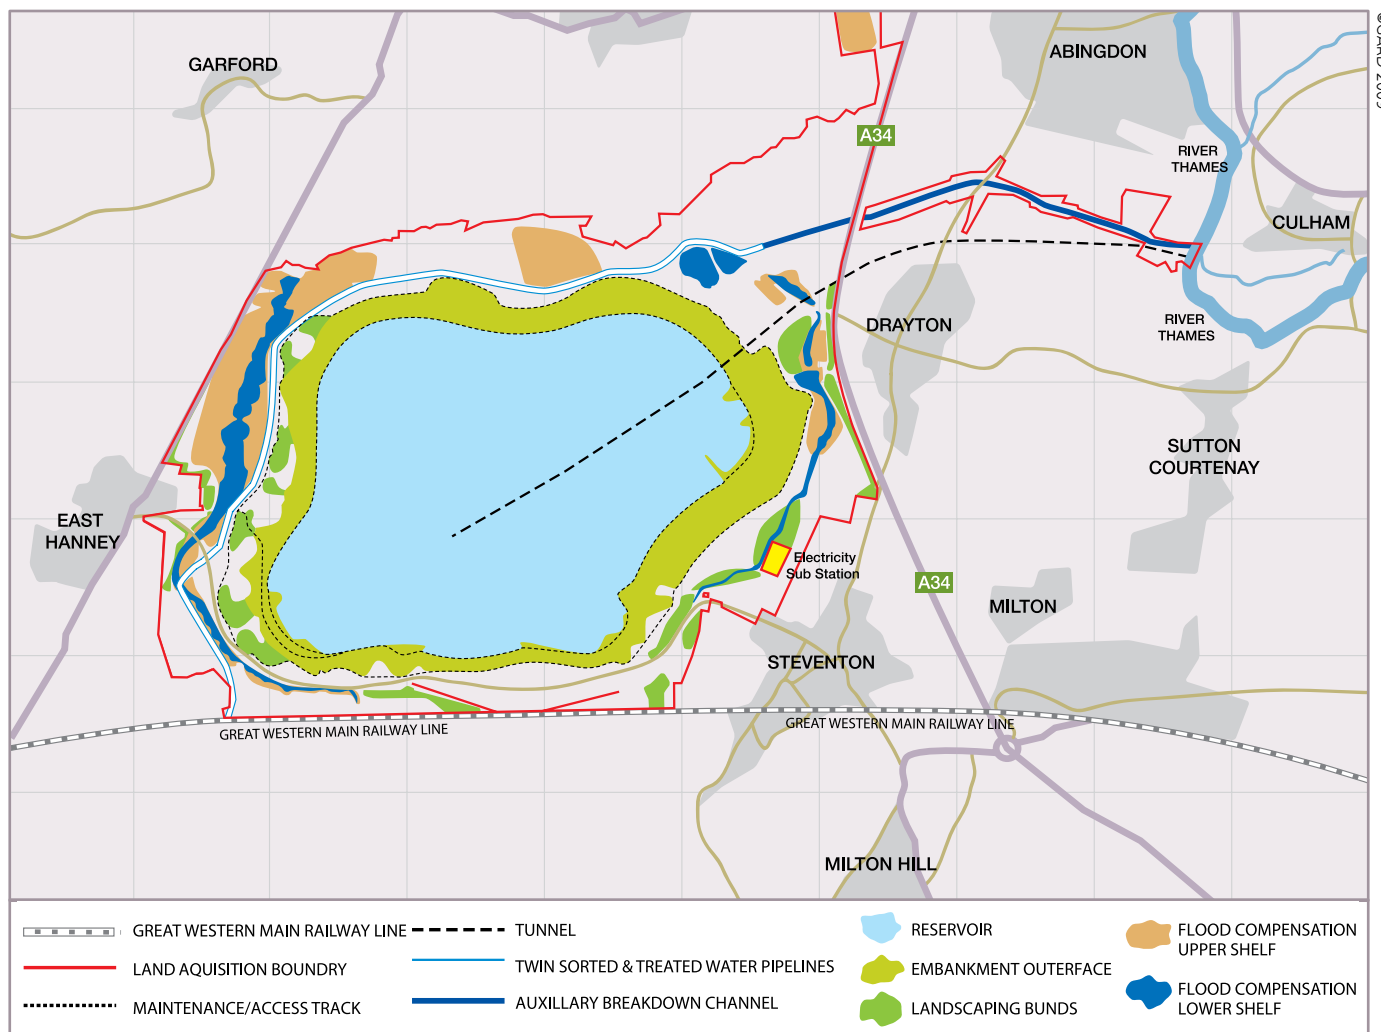 ©GARD 2009
GARFORD
ABINGDON
A34
RIVER
THAMES
CULHAM
DRAYTON
RIVER
THAMES
SUTTON
COURTENAY
EAST
HANNEY
Electricity
Sub Station
A34
MILTON
STEVENTON
GREAT WESTERN MAIN RAILWAY LINE
GREAT WESTERN MAIN RAILWAY LINE
MILTON HILL
GREAT WESTERN MAIN RAILWAY LINE
LAND AQUISITION BOUNDRY
MAINTENANCE/ACCESS TRACK
TUNNEL
TWIN SORTED & TREATED WATER PIPELINES
AUXILLARY BREAKDOWN CHANNEL
RESERVOIR
EMBANKMENT OUTERFACE
LANDSCAPING BUNDS
FLOOD COMPENSATION
UPPER SHELF
FLOOD COMPENSATION
LOWER SHELF